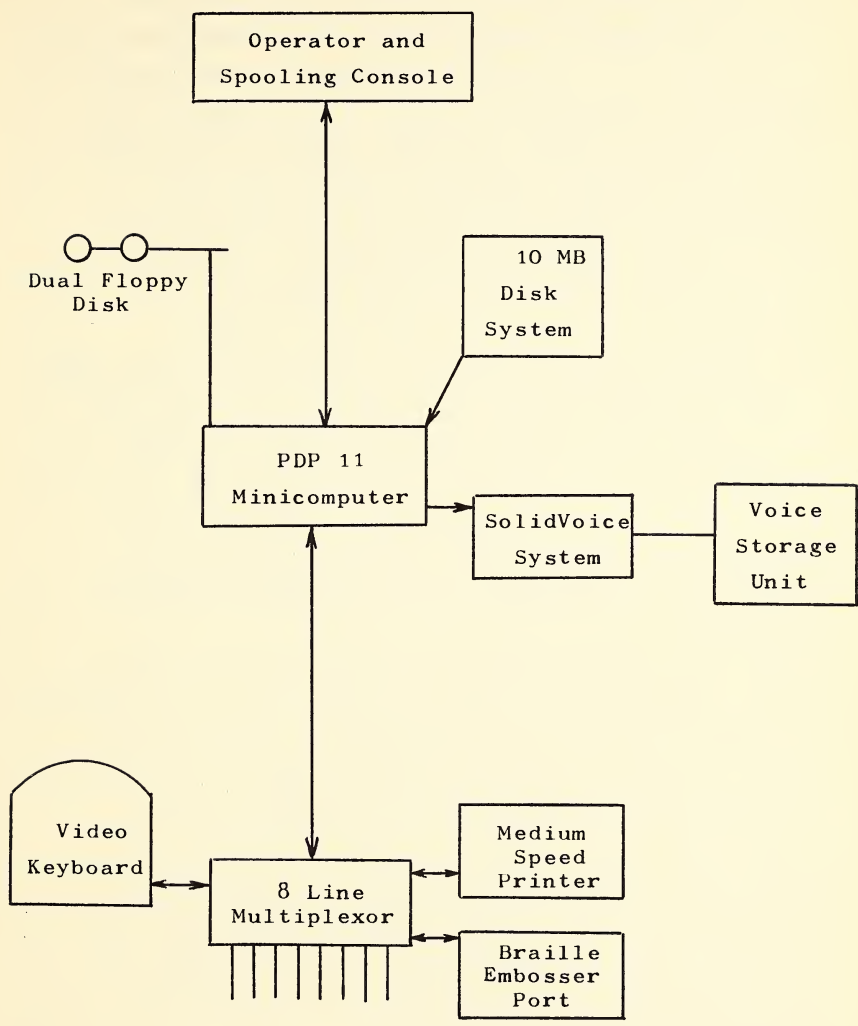 Operator and
Spooling Console
Dual Floppy
Disk
10 MB
Disk
System
PDP 11
Minicomputer
SolidVoice
System
Voice
Storage
Unit
Video
Keyboard
8 Line
Multiplexor
Medium
Speed
Printer
Braille
Embosser
Port